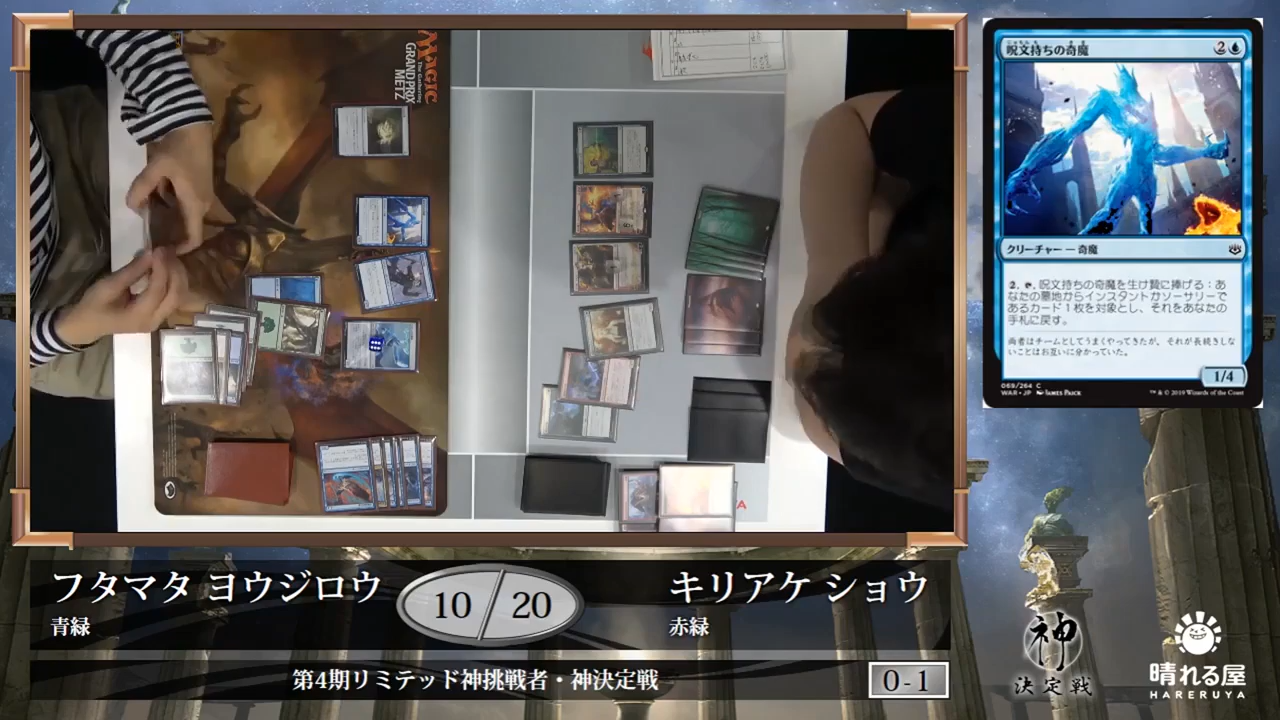 MAGIC
GRAND PRIX
METZ
呪文持ちの奇魔
2
クリーチャー — 奇魔
2, T, 呪文持ちの奇魔を生け贄に捧げる：あ
なたの墓地からインスタントかソーサリーで
あるカード１枚を対象とし、それをあなたの
手札に戻す。
両者はチームとしてうまくやってきたが、それが長続きしな
いことはお互いに分かっていた。
1/4
069/264 C
WAR・JP JAMES PAICK
™ & © 2019 Wizards of the Coast
フタマタ ヨウジロウ
青緑
10 / 20
キリアケ ショウ
赤緑
第4期リミテッド神挑戦者・神決定戦
0-1
神
決定戦
晴れる屋
HARERUYA